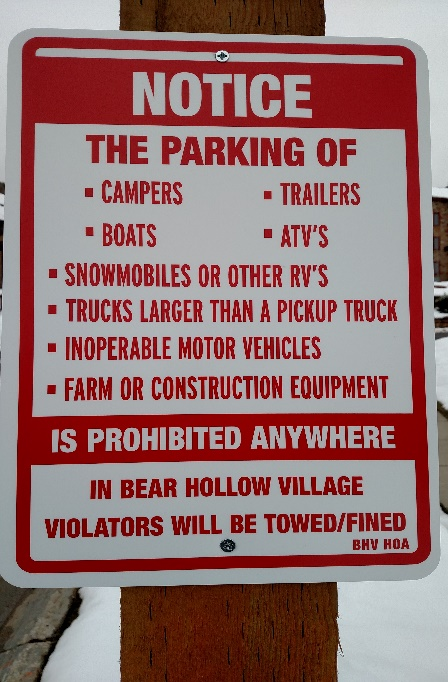 NOTICE
THE PARKING OF
▪ CAMPERS ▪ TRAILERS
▪ BOATS ▪ ATV'S
▪ SNOWMOBILES OR OTHER RV'S
▪ TRUCKS LARGER THAN A PICKUP TRUCK
▪ INOPERABLE MOTOR VEHICLES
▪ FARM OR CONSTRUCTION EQUIPMENT
IS PROHIBITED ANYWHERE
IN BEAR HOLLOW VILLAGE
VIOLATORS WILL BE TOWED/FINED
BHV HOA